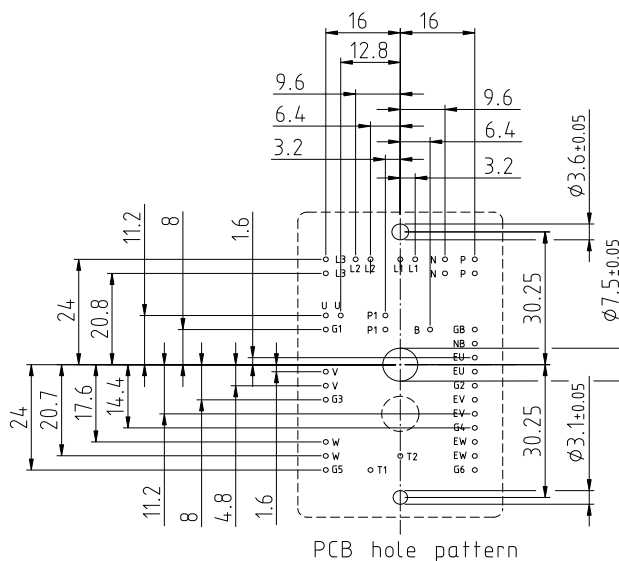 16 16
12.8
9.6 9.6
6.4 6.4
3.2 3.2
Ø3.6±0.05
11.2
8
1.6
Ø7.5±0.05
L3 L2 L2 L1 L1 N P
L3 N P
24
20.8
30.25
U U P1
G1 P1 B GB
NB
EU
V EU
V G2
G3 EV
EV
G4
W EW
W T2 EW
G5 T1 G6
24
20.7
17.6
14.4
30.25
Ø3.1±0.05
11.2
8
4.8
1.6
PCB hole pattern